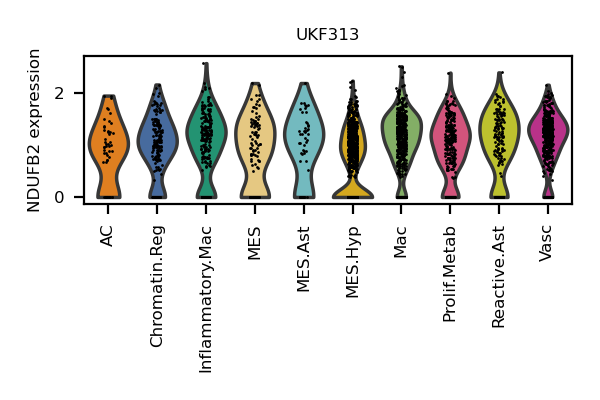 UKF313
NDUFB2 expression
2
0
AC
Chromatin.Reg
Inflammatory.Mac
MES
MES.Ast
MES.Hyp
Mac
Prolif.Metab
Reactive.Ast
Vasc